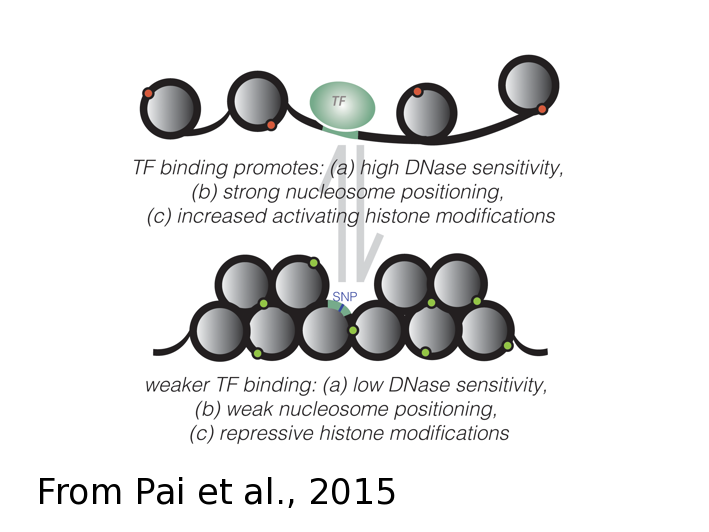 TF
TF binding promotes: (a) high DNase sensitivity,
(b) strong nucleosome positioning,
(c) increased activating histone modifications
SNP
weaker TF binding: (a) low DNase sensitivity,
(b) weak nucleosome positioning,
(c) repressive histone modifications
From Pai et al., 2015